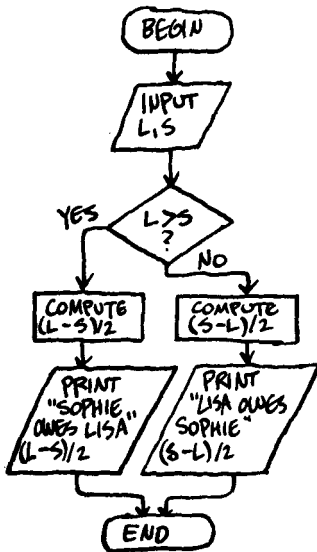 BEGIN
INPUT
L, S
L>S
?
YES
NO
COMPUTE
(L-S)/2
COMPUTE
(S-L)/2
PRINT
"SOPHIE
OWES LISA"
(L-S)/2
PRINT
"LISA OWES
SOPHIE"
(S-L)/2
END